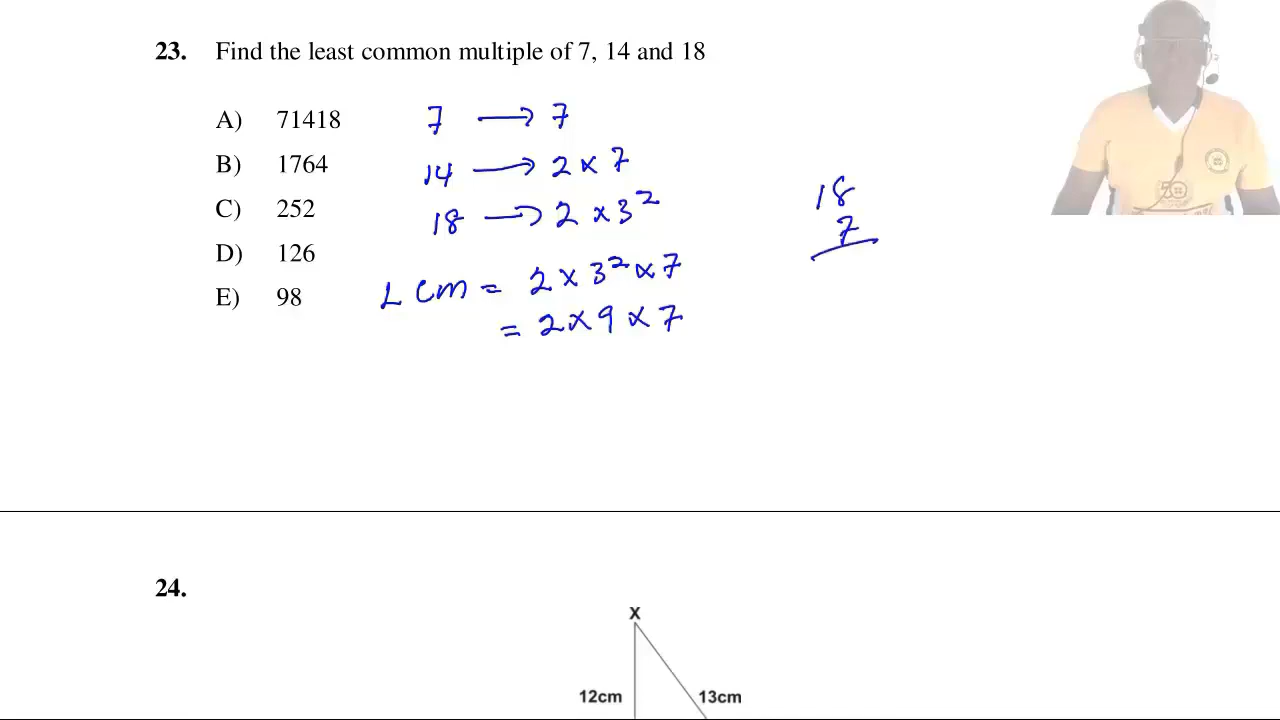 23. Find the least common multiple of 7, 14 and 18
A) 71418
B) 1764
C) 252
D) 126
E) 98
7 → 7
14 → 2 × 7
18 → 2 × 3²
LCM = 2 × 3² × 7
= 2 × 9 × 7
18
7
24.
X
12cm
13cm
50